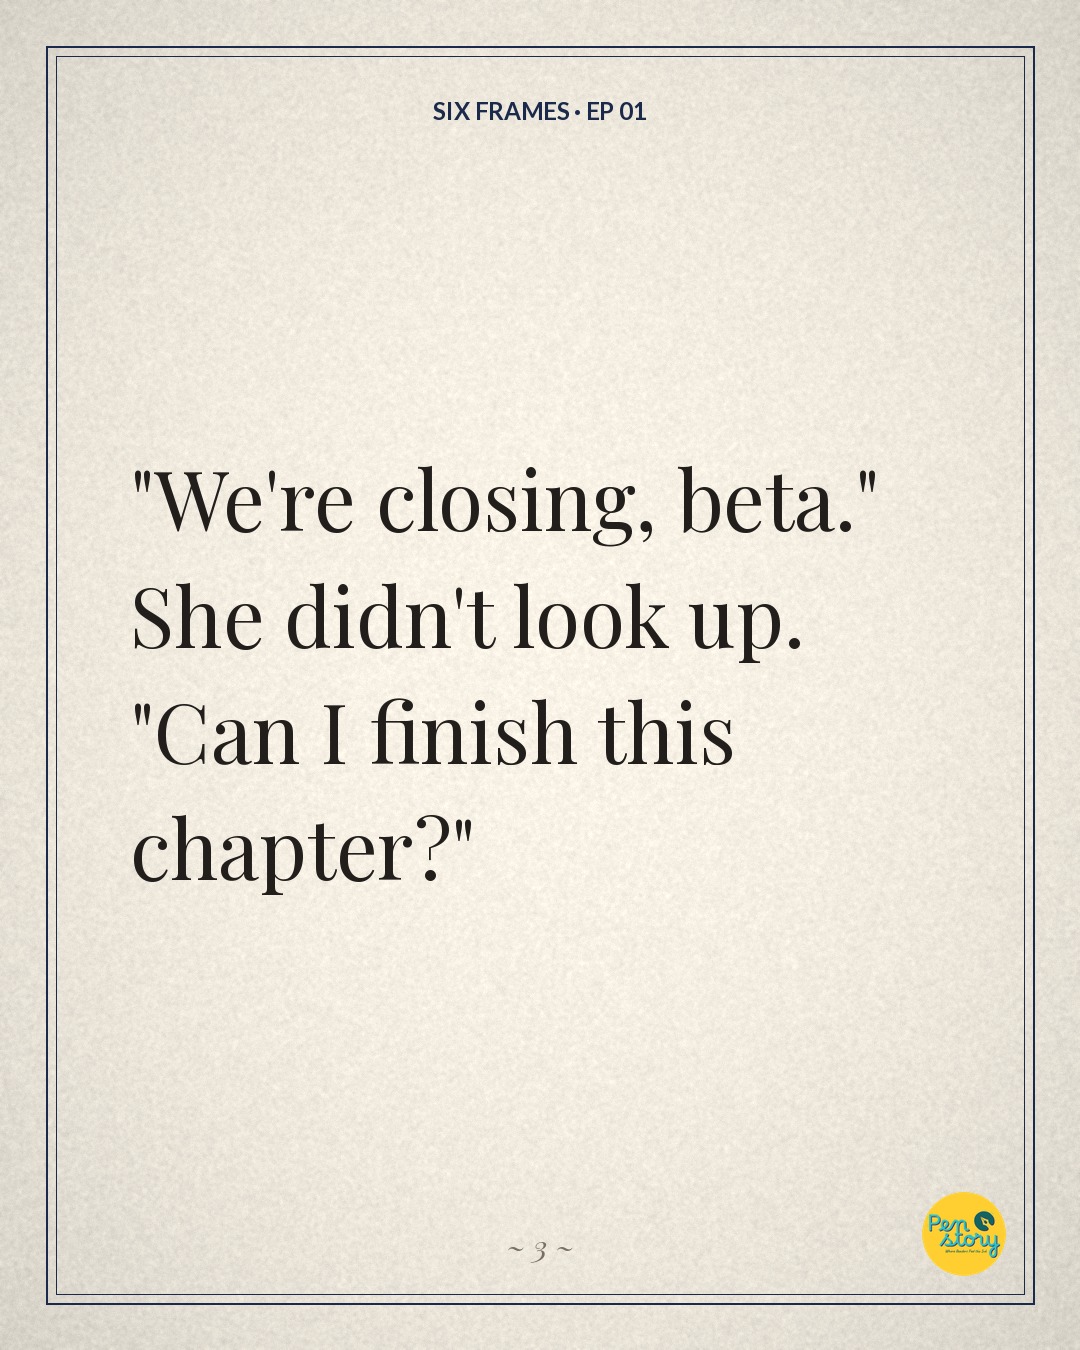 SIX FRAMES · EP 01
"We're closing, beta."
She didn't look up.
"Can I finish this
chapter?"
~ 3 ~
Pen
story